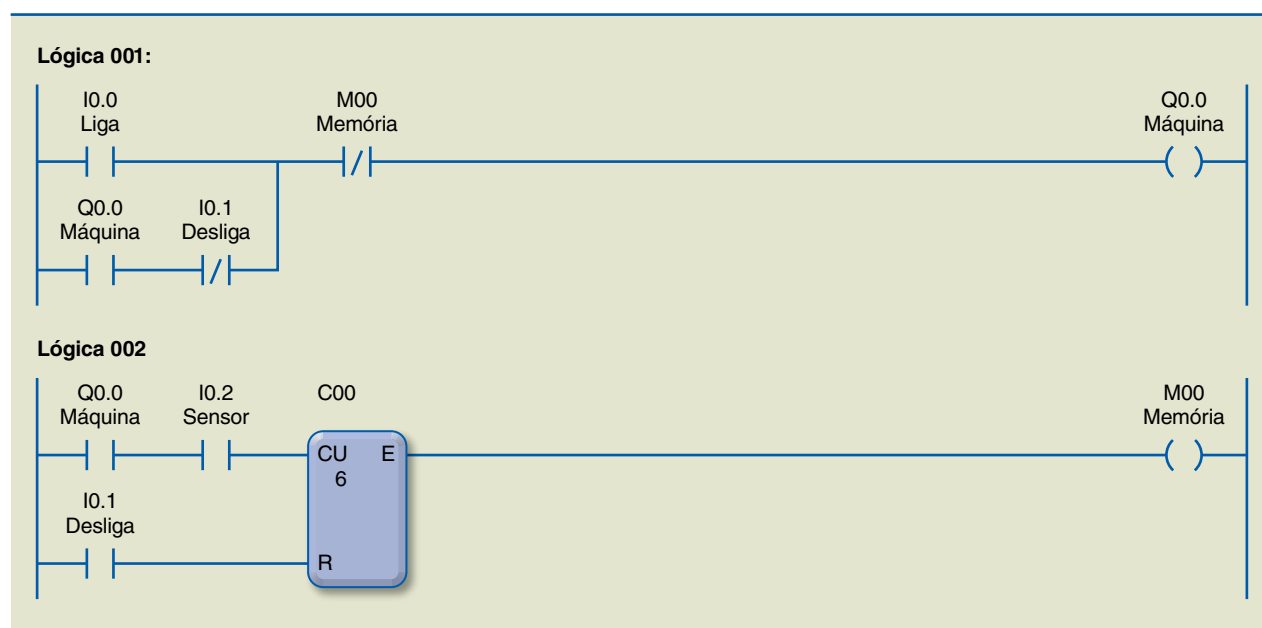 Lógica 001:
I0.0
Liga
M00
Memória
Q0.0
Máquina
Q0.0
Máquina
I0.1
Desliga
Lógica 002
Q0.0
Máquina
I0.2
Sensor
C00
M00
Memória
CU E
6
I0.1
Desliga
R